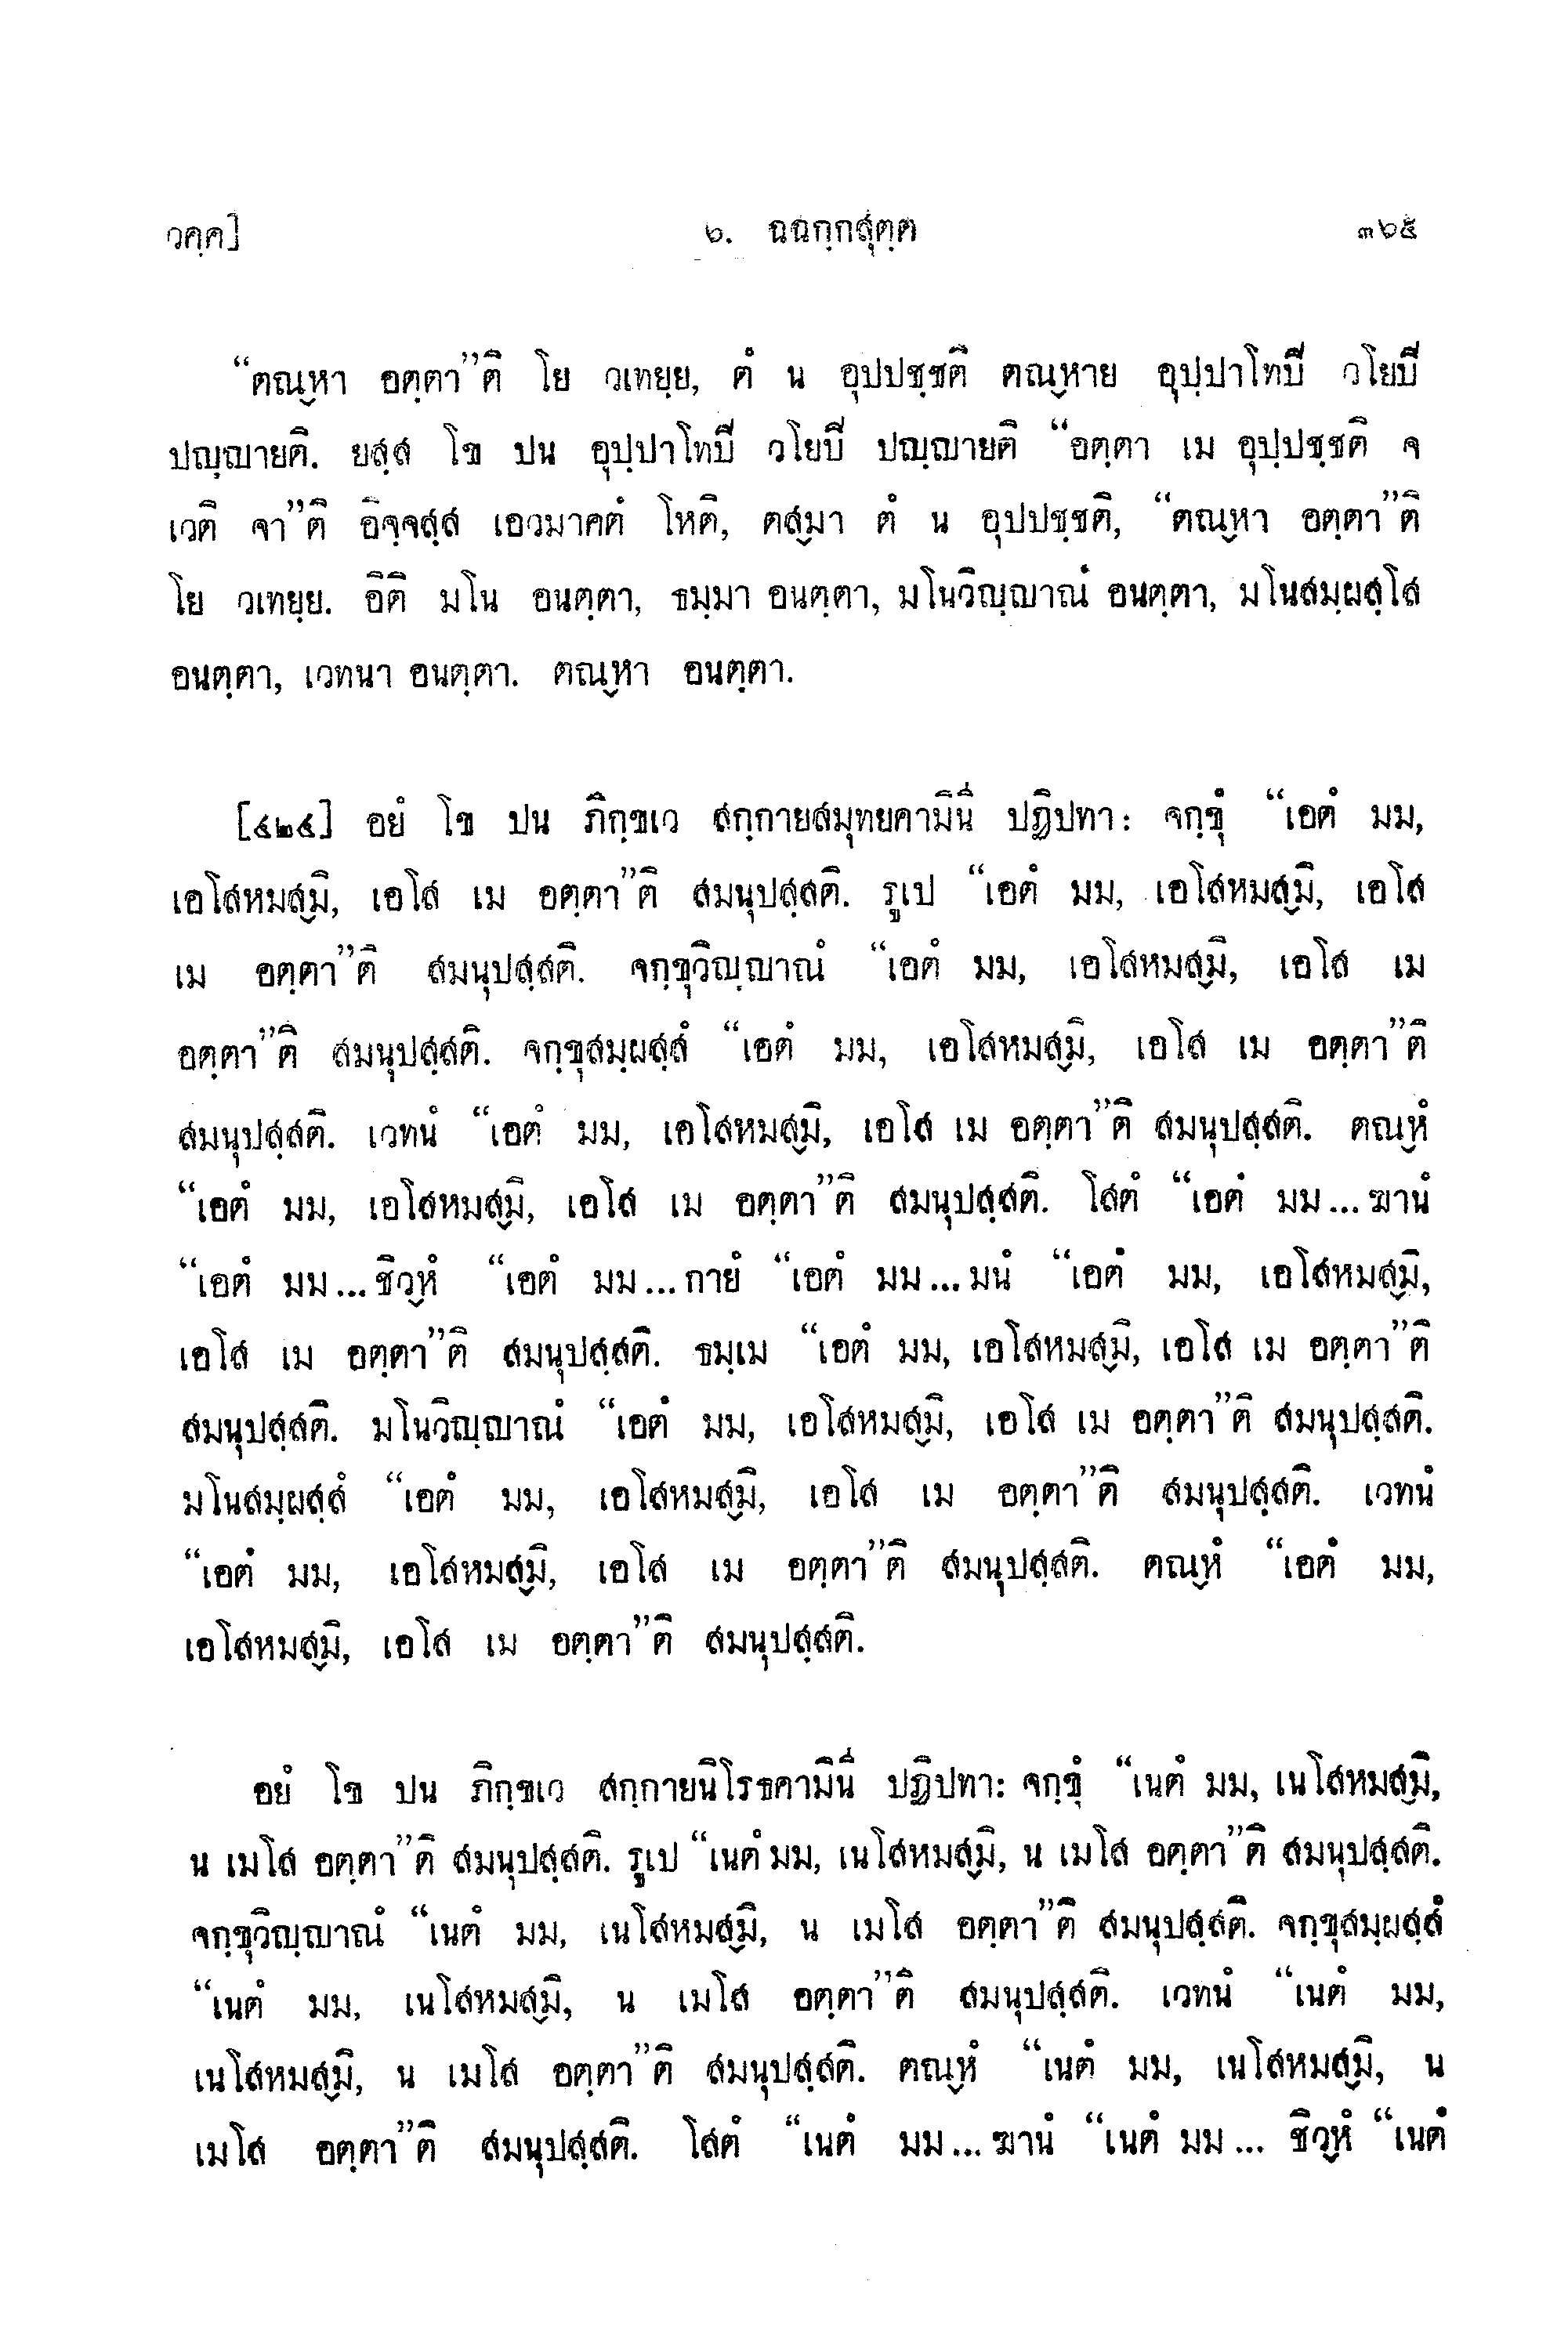 วคฺค]	๖. ฉฉกฺกสุตฺต	๓๖๕
“ตณฺหา อตฺตา”ติ โย วเทยฺย, ตํ น อุปปชฺชติ ตณฺหาย อุปฺปาโทปิ วโยปิ
ปญฺญายติ. ยสฺส โข ปน อุปฺปาโทปิ วโยปิ ปญฺญายติ “อตฺตา เม อุปฺปชฺชติ จ
เวติ จา”ติ อิจฺจสฺส เอวมาคตํ โหติ, ตสฺมา ตํ น อุปปชฺชติ, “ตณฺหา อตฺตา”ติ
โย วเทยฺย. อิติ มโน อนตฺตา, ธมฺมา อนตฺตา, มโนวิญฺญาณํ อนตฺตา, มโนสมฺผสฺโส
อนตฺตา, เวทนา อนตฺตา. ตณฺหา อนตฺตา.
[๔๒๔] อยํ โข ปน ภิกฺขเว สกฺกายสมุทยคามินี ปฏิปทา: จกฺขุํ “เอตํ มม,
เอโสหมสฺมิ, เอโส เม อตฺตา”ติ สมนุปสฺสติ. รูเป “เอตํ มม, เอโสหมสฺมิ, เอโส
เม อตฺตา”ติ สมนุปสฺสติ. จกฺขุวิญฺญาณํ “เอตํ มม, เอโสหมสฺมิ, เอโส เม
อตฺตา”ติ สมนุปสฺสติ. จกฺขุสมฺผสฺสํ “เอตํ มม, เอโสหมสฺมิ, เอโส เม อตฺตา”ติ
สมนุปสฺสติ. เวทนํ “เอตํ มม, เอโสหมสฺมิ, เอโส เม อตฺตา”ติ สมนุปสฺสติ. ตณฺหํ
“เอตํ มม, เอโสหมสฺมิ, เอโส เม อตฺตา”ติ สมนุปสฺสติ. โสตํ “เอตํ มม...ฆานํ
“เอตํ มม...ชิวฺหํ “เอตํ มม...กายํ “เอตํ มม...มนํ “เอตํ มม, เอโสหมสฺมิ,
เอโส เม อตฺตา”ติ สมนุปสฺสติ. ธมฺเม “เอตํ มม, เอโสหมสฺมิ, เอโส เม อตฺตา”ติ
สมนุปสฺสติ. มโนวิญฺญาณํ “เอตํ มม, เอโสหมสฺมิ, เอโส เม อตฺตา”ติ สมนุปสฺสติ.
มโนสมฺผสฺสํ “เอตํ มม, เอโสหมสฺมิ, เอโส เม อตฺตา”ติ สมนุปสฺสติ. เวทนํ
“เอตํ มม, เอโสหมสฺมิ, เอโส เม อตฺตา”ติ สมนุปสฺสติ. ตณฺหํ “เอตํ มม,
เอโสหมสฺมิ, เอโส เม อตฺตา”ติ สมนุปสฺสติ.
อยํ โข ปน ภิกฺขเว สกฺกายนิโรธคามินี ปฏิปทา: จกฺขุํ “เนตํ มม, เนโสหมสฺมิ,
น เมโส อตฺตา”ติ สมนุปสฺสติ. รูเป “เนตํ มม, เนโสหมสฺมิ, น เมโส อตฺตา”ติ สมนุปสฺสติ.
จกฺขุวิญฺญาณํ “เนตํ มม, เนโสหมสฺมิ, น เมโส อตฺตา”ติ สมนุปสฺสติ. จกฺขุสมฺผสฺสํ
“เนตํ มม, เนโสหมสฺมิ, น เมโส อตฺตา”ติ สมนุปสฺสติ. เวทนํ “เนตํ มม,
เนโสหมสฺมิ, น เมโส อตฺตา”ติ สมนุปสฺสติ. ตณฺหํ “เนตํ มม, เนโสหมสฺมิ, น
เมโส อตฺตา”ติ สมนุปสฺสติ. โสตํ “เนตํ มม...ฆานํ “เนตํ มม... ชิวฺหํ “เนตํ